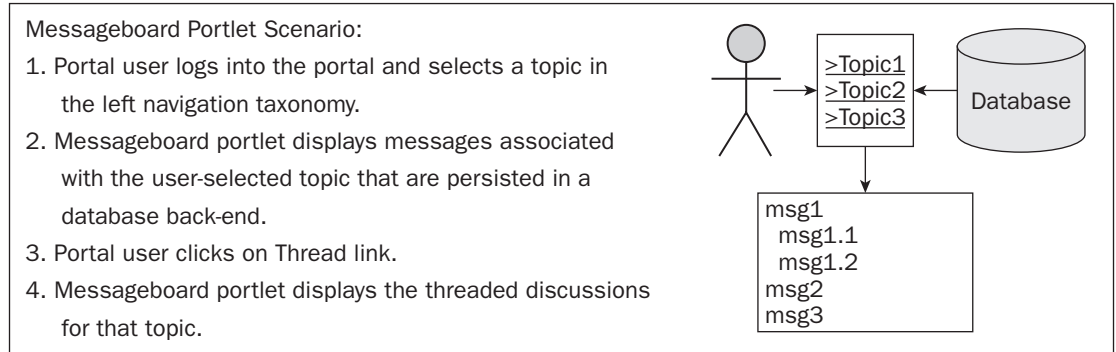 Messageboard Portlet Scenario:
1. Portal user logs into the portal and selects a topic in
the left navigation taxonomy.
2. Messageboard portlet displays messages associated
with the user-selected topic that are persisted in a
database back-end.
3. Portal user clicks on Thread link.
4. Messageboard portlet displays the threaded discussions
for that topic.
>Topic1
>Topic2
>Topic3
Database
msg1
msg1.1
msg1.2
msg2
msg3